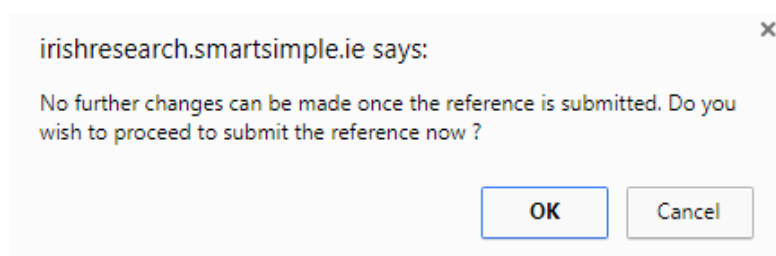 irishresearch.smartsimple.ie says:
No further changes can be made once the reference is submitted. Do you
wish to proceed to submit the reference now ?
OK Cancel